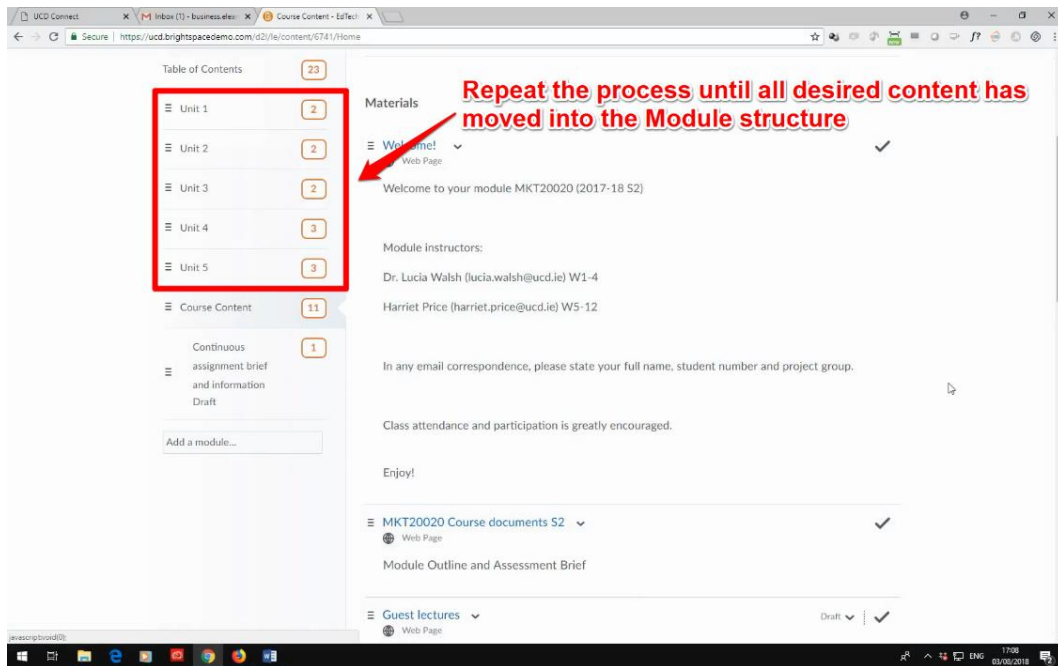 UCD Connect
Inbox (1) - business.eles
Course Content - EdTech
Secure | https://ucd.brightspacedemo.com/d2l/le/content/6741/Home
f?
Table of Contents 23
Unit 1 2
Unit 2 2
Unit 3 2
Unit 4 3
Unit 5 3
Course Content 11
Continuous 1
assignment brief
and information
Draft
Add a module...
Repeat the process until all desired content has
moved into the Module structure
Materials
Welcome!
Web Page
Welcome to your module MKT20020 (2017-18 S2)
Module instructors:
Dr. Lucia Walsh (lucia.walsh@ucd.ie) W1-4
Harriet Price (harriet.price@ucd.ie) W5-12
In any email correspondence, please state your full name, student number and project group.
Class attendance and participation is greatly encouraged.
Enjoy!
MKT20020 Course documents S2
Web Page
Module Outline and Assessment Brief
Guest lectures Draft
Web Page
javascript:void(0);
ENG
17:08
03/08/2018